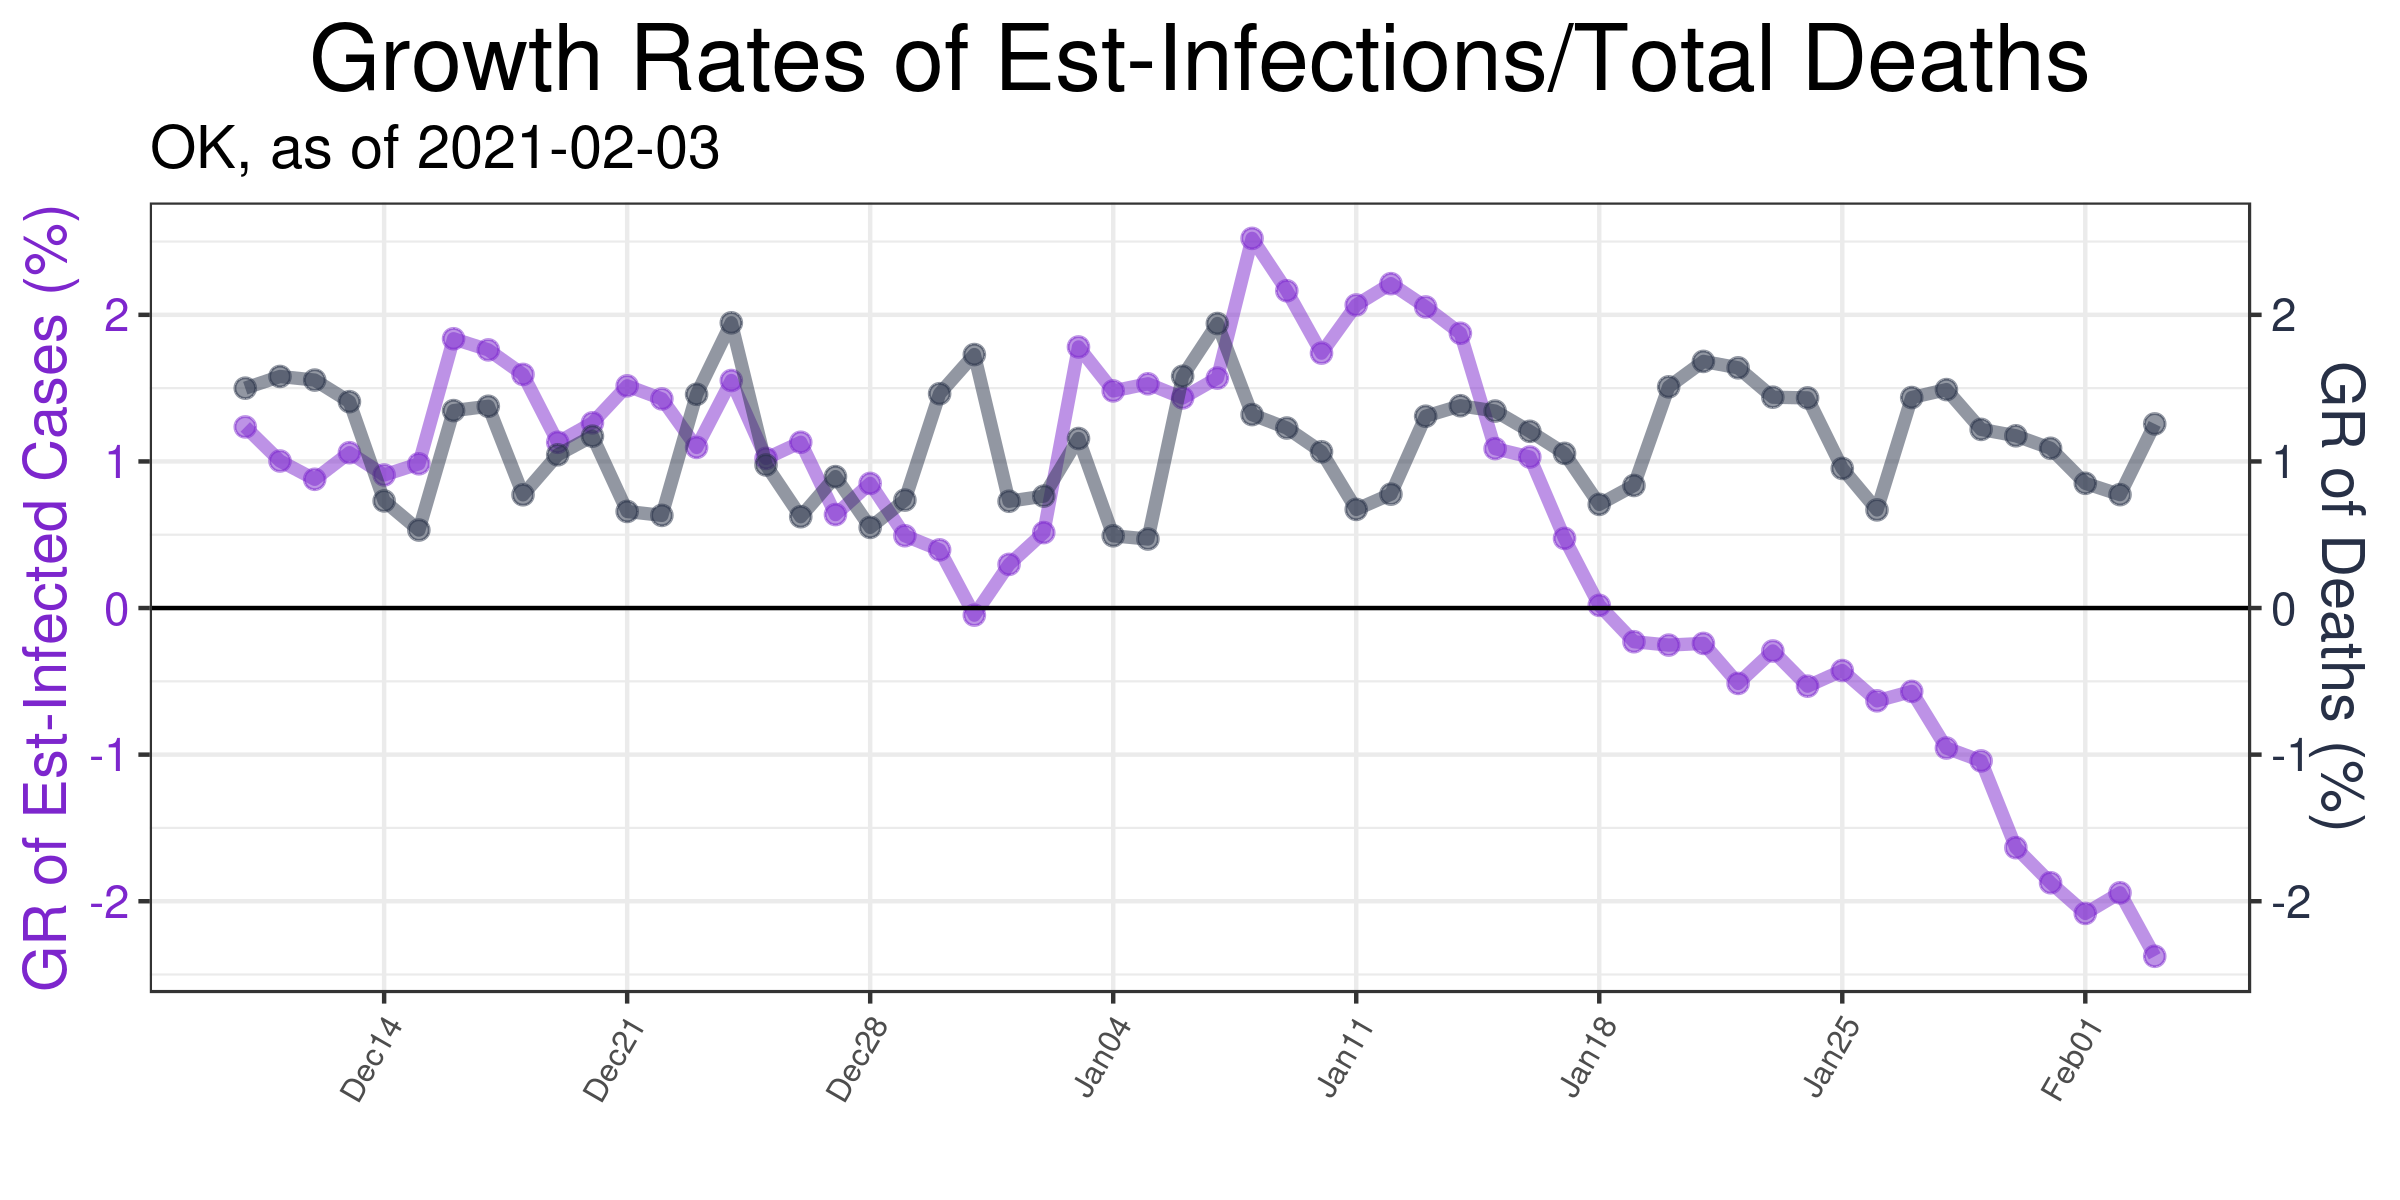 Growth Rates of Est-Infections/Total Deaths
OK, as of 2021-02-03
GR of Est-Infected Cases (%)
2
1
0
-1
-2
2
1
0
-1
-2
GR of Deaths (%)
Dec14
Dec21
Dec28
Jan04
Jan11
Jan18
Jan25
Feb01